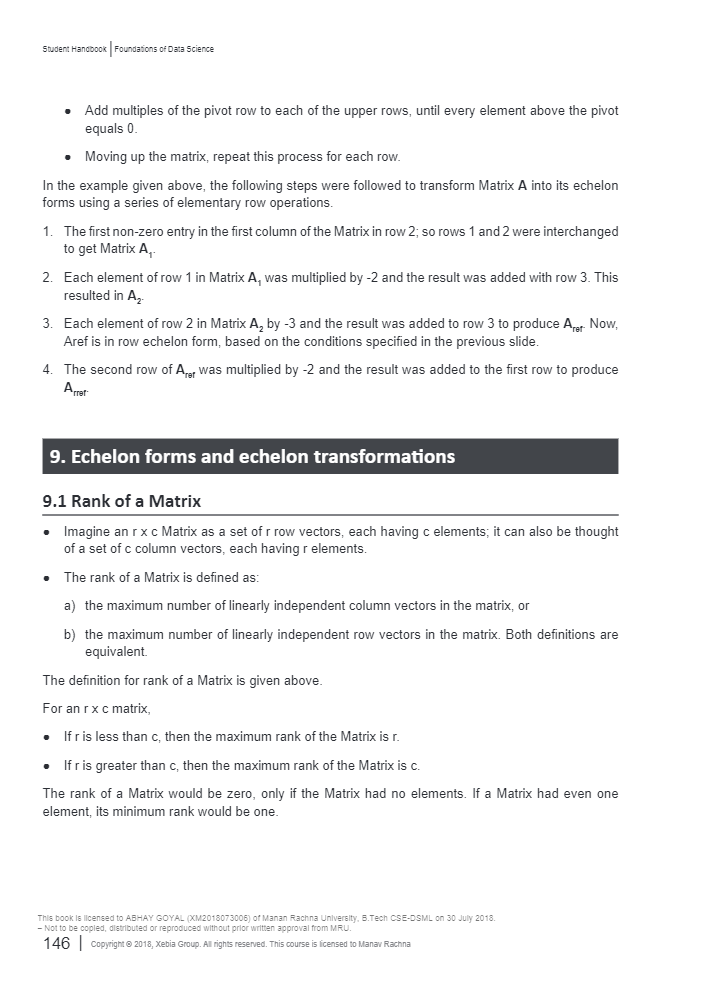 Student Handbook | Foundations of Data Science
• Add multiples of the pivot row to each of the upper rows, until every element above the pivot
equals 0.
• Moving up the matrix, repeat this process for each row.
In the example given above, the following steps were followed to transform Matrix A into its echelon
forms using a series of elementary row operations.
1. The first non-zero entry in the first column of the Matrix in row 2; so rows 1 and 2 were interchanged
to get Matrix A₁.
2. Each element of row 1 in Matrix A₁ was multiplied by -2 and the result was added with row 3. This
resulted in A₂.
3. Each element of row 2 in Matrix A₂ by -3 and the result was added to row 3 to produce Aref. Now,
Aref is in row echelon form, based on the conditions specified in the previous slide.
4. The second row of Aref was multiplied by -2 and the result was added to the first row to produce
Arref.
9. Echelon forms and echelon transformations
9.1 Rank of a Matrix
• Imagine an r x c Matrix as a set of r row vectors, each having c elements; it can also be thought
of a set of c column vectors, each having r elements.
• The rank of a Matrix is defined as:
a) the maximum number of linearly independent column vectors in the matrix, or
b) the maximum number of linearly independent row vectors in the matrix. Both definitions are
equivalent.
The definition for rank of a Matrix is given above.
For an r x c matrix,
• If r is less than c, then the maximum rank of the Matrix is r.
• If r is greater than c, then the maximum rank of the Matrix is c.
The rank of a Matrix would be zero, only if the Matrix had no elements. If a Matrix had even one
element, its minimum rank would be one.
This book is licensed to ABHAY GOYAL (XM2018073006) of Manan Rachna University, B.Tech CSE-DSML on 30 July 2018.
– Not to be copied, distributed or reproduced without prior written approval from MRU.
146 | Copyright © 2018, Xebia Group. All rights reserved. This course is licensed to Manav Rachna